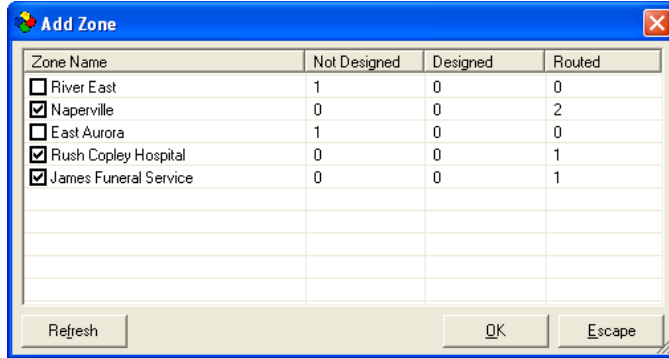 Add Zone
Zone Name Not Designed Designed Routed
River East 1 0 0
Naperville 0 0 2
East Aurora 1 0 0
Rush Copley Hospital 0 0 1
James Funeral Service 0 0 1
Refresh OK Escape